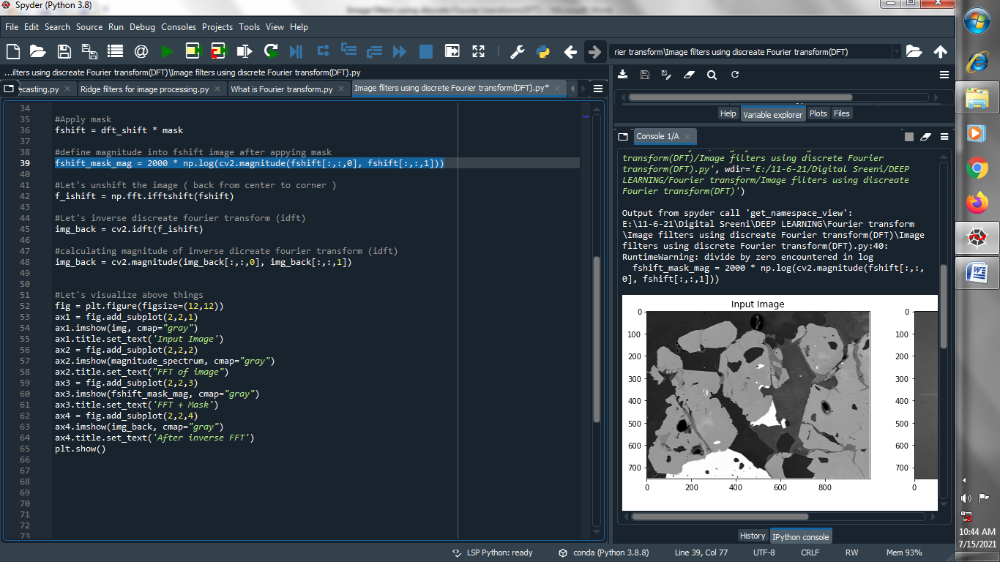 Spyder (Python 3.8)
Image filters using discrete Fourier transform(DFT) - Microsoft Word
File Edit Search Source Run Debug Consoles Projects Tools View Help
rier transform\Image filters using discreate Fourier transform(DFT)
...ilters using discreate Fourier transform(DFT)\Image filters using discrete Fourier transform(DFT).py
ecasting.py Ridge filters for image processing.py What is Fourier transform.py Image filters using discrete Fourier transform(DFT).py*
34
35 #Apply mask
36 fshift = dft_shift * mask
37
38 #define magnitude into fshift image after appying mask
39 fshift_mask_mag = 2000 * np.log(cv2.magnitude(fshift[:,:,0], fshift[:,:,1]))
40
41 #Let's unshift the image ( back from center to corner )
42 f_ishift = np.fft.ifftshift(fshift)
43
44 #Let's inverse discreate fourier transform (idft)
45 img_back = cv2.idft(f_ishift)
46
47 #calculating magnitude of inverse dicreate fourier transform (idft)
48 img_back = cv2.magnitude(img_back[:,:,0], img_back[:,:,1])
49
50
51 #Let's visualize above things
52 fig = plt.figure(figsize=(12,12))
53 ax1 = fig.add_subplot(2,2,1)
54 ax1.imshow(img, cmap="gray")
55 ax1.title.set_text('Input Image')
56 ax2 = fig.add_subplot(2,2,2)
57 ax2.imshow(magnitude_spectrum, cmap="gray")
58 ax2.title.set_text("FFT of image")
59 ax3 = fig.add_subplot(2,2,3)
60 ax3.imshow(fshift_mask_mag, cmap="gray")
61 ax3.title.set_text('FFT + Mask')
62 ax4 = fig.add_subplot(2,2,4)
63 ax4.imshow(img_back, cmap="gray")
64 ax4.title.set_text('After inverse FFT')
65 plt.show()
66
67
68
69
70
71
72
73
Help Variable explorer Plots Files
Console 1/A
transform(DFT)/Image filters using discrete Fourier
transform(DFT).py', wdir='E:/11-6-21/Digital Sreeni/DEEP
LEARNING/Fourier transform/Image filters using discreate
Fourier transform(DFT)')
Output from spyder call 'get_namespace_view':
E:\11-6-21\Digital Sreeni\DEEP LEARNING\Fourier transform
\Image filters using discreate Fourier transform(DFT)\Image
filters using discrete Fourier transform(DFT).py:40:
RuntimeWarning: divide by zero encountered in log
fshift_mask_mag = 2000 * np.log(cv2.magnitude(fshift[:,:,
0], fshift[:,:,1]))
Input Image
0 0
100 100
200 200
300 300
400 400
500 500
600 600
700 700
0 200 400 600 800 0
History IPython console
LSP Python: ready conda (Python 3.8.8) Line 39, Col 77 UTF-8 CRLF RW Mem 93%
10:44 AM
7/15/2021